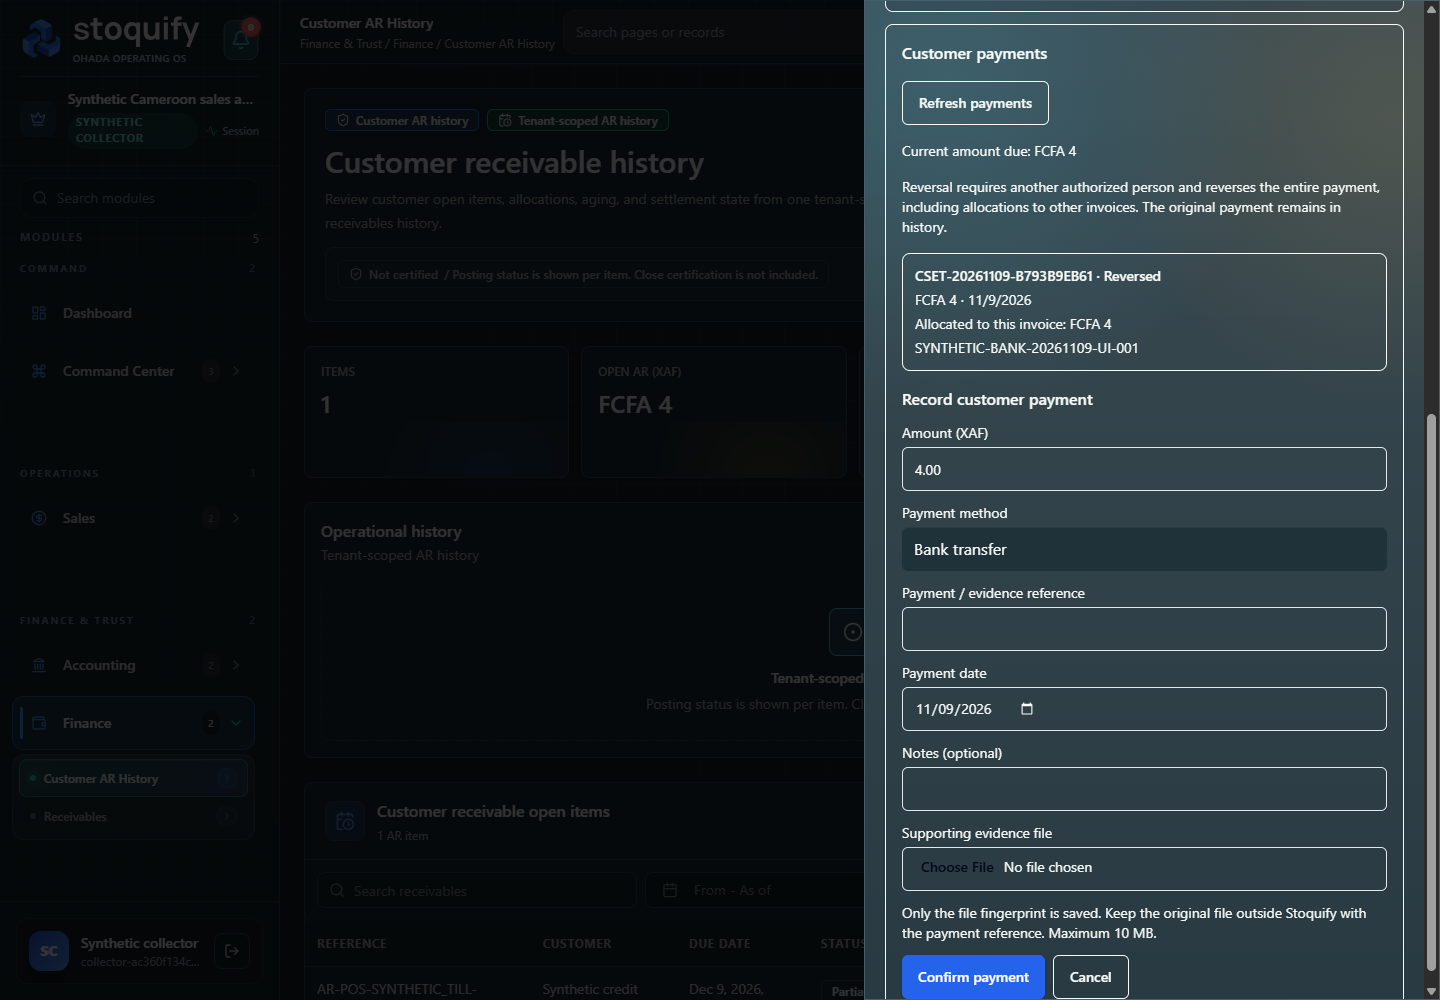 stoquify
OHADA OPERATING OS
0
Synthetic Cameroon sales a...
SYNTHETIC COLLECTOR
Session
Search modules
MODULES 5
COMMAND 2
Dashboard
Command Center 3
OPERATIONS 1
Sales 2
FINANCE & TRUST 2
Accounting 2
Finance 2
Customer AR History
Receivables
SC
Synthetic collector
collector-ac360f134c...
Customer AR History
Finance & Trust / Finance / Customer AR History
Search pages or records
Customer AR history
Tenant-scoped AR history
Customer receivable history
Review customer open items, allocations, aging, and settlement state from one tenant-s
receivables history.
Not certified / Posting status is shown per item. Close certification is not included.
ITEMS
1
OPEN AR (XAF)
FCFA 4
Operational history
Tenant-scoped AR history
Tenant-scoped
Posting status is shown per item. Cl
Customer receivable open items
1 AR item
Search receivables
From - As of
REFERENCE CUSTOMER DUE DATE STATUS
AR-POS-SYNTHETIC_TILL- Synthetic credit Dec 9, 2026, Partia
Customer payments
Refresh payments
Current amount due: FCFA 4
Reversal requires another authorized person and reverses the entire payment,
including allocations to other invoices. The original payment remains in
history.
CSET-20261109-B793B9EB61 · Reversed
FCFA 4 · 11/9/2026
Allocated to this invoice: FCFA 4
SYNTHETIC-BANK-20261109-UI-001
Record customer payment
Amount (XAF)
4.00
Payment method
Bank transfer
Payment / evidence reference
Payment date
11/09/2026
Notes (optional)
Supporting evidence file
Choose File No file chosen
Only the file fingerprint is saved. Keep the original file outside Stoquify with
the payment reference. Maximum 10 MB.
Confirm payment
Cancel